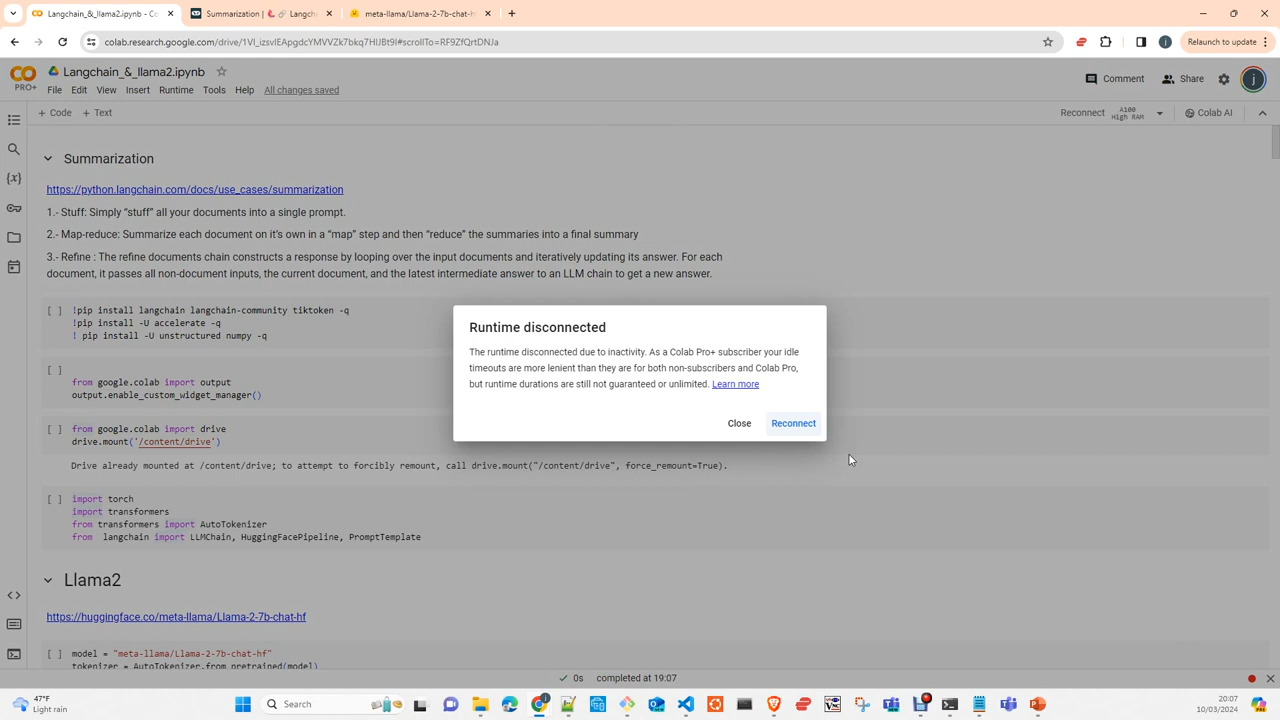 Langchain_&_llama2.ipynb - Co
Summarization | 🦜️🔗 Langch
meta-llama/Llama-2-7b-chat-h
colab.research.google.com/drive/
Relaunch to update
CO
PRO+
Langchain_&_llama2.ipynb
Comment
Share
j
File Edit View Insert Runtime Tools Help All changes saved
+ Code + Text
Reconnect
A100
High RAM
Colab AI
Summarization
https://python.langchain.com/docs/use_cases/summarization
1.- Stuff: Simply “stuff” all your documents into a single prompt.
2.- Map-reduce: Summarize each document on it’s own in a “map” step and then “reduce” the summaries into a final summary
3.- Refine : The refine documents chain constructs a response by looping over the input documents and iteratively updating its answer. For each
document, it passes all non-document inputs, the current document, and the latest intermediate answer to an LLM chain to get a new answer.
[ ] !pip install langchain langchain-community tiktoken -q
!pip install -U accelerate -q
! pip install -U unstructured numpy -q
[ ]
from google.colab import output
output.enable_custom_widget_manager()
[ ] from google.colab import drive
drive.mount('/content/drive')
Drive already mounted at /content/drive; to attempt to forcibly remount, call drive.mount("/content/drive", force_remount=True).
[ ] import torch
import transformers
from transformers import AutoTokenizer
from langchain import LLMChain, HuggingFacePipeline, PromptTemplate
Runtime disconnected
The runtime disconnected due to inactivity. As a Colab Pro+ subscriber your idle
timeouts are more lenient than they are for both non-subscribers and Colab Pro,
but runtime durations are still not guaranteed or unlimited. Learn more
Close Reconnect
Llama2
https://huggingface.co/meta-llama/Llama-2-7b-chat-hf
[ ] model = "meta-llama/Llama-2-7b-chat-hf"
tokenizer = AutoTokenizer.from_pretrained(model)
0s completed at 19:07
47°F
Light rain
Search
20:07
10/03/2024